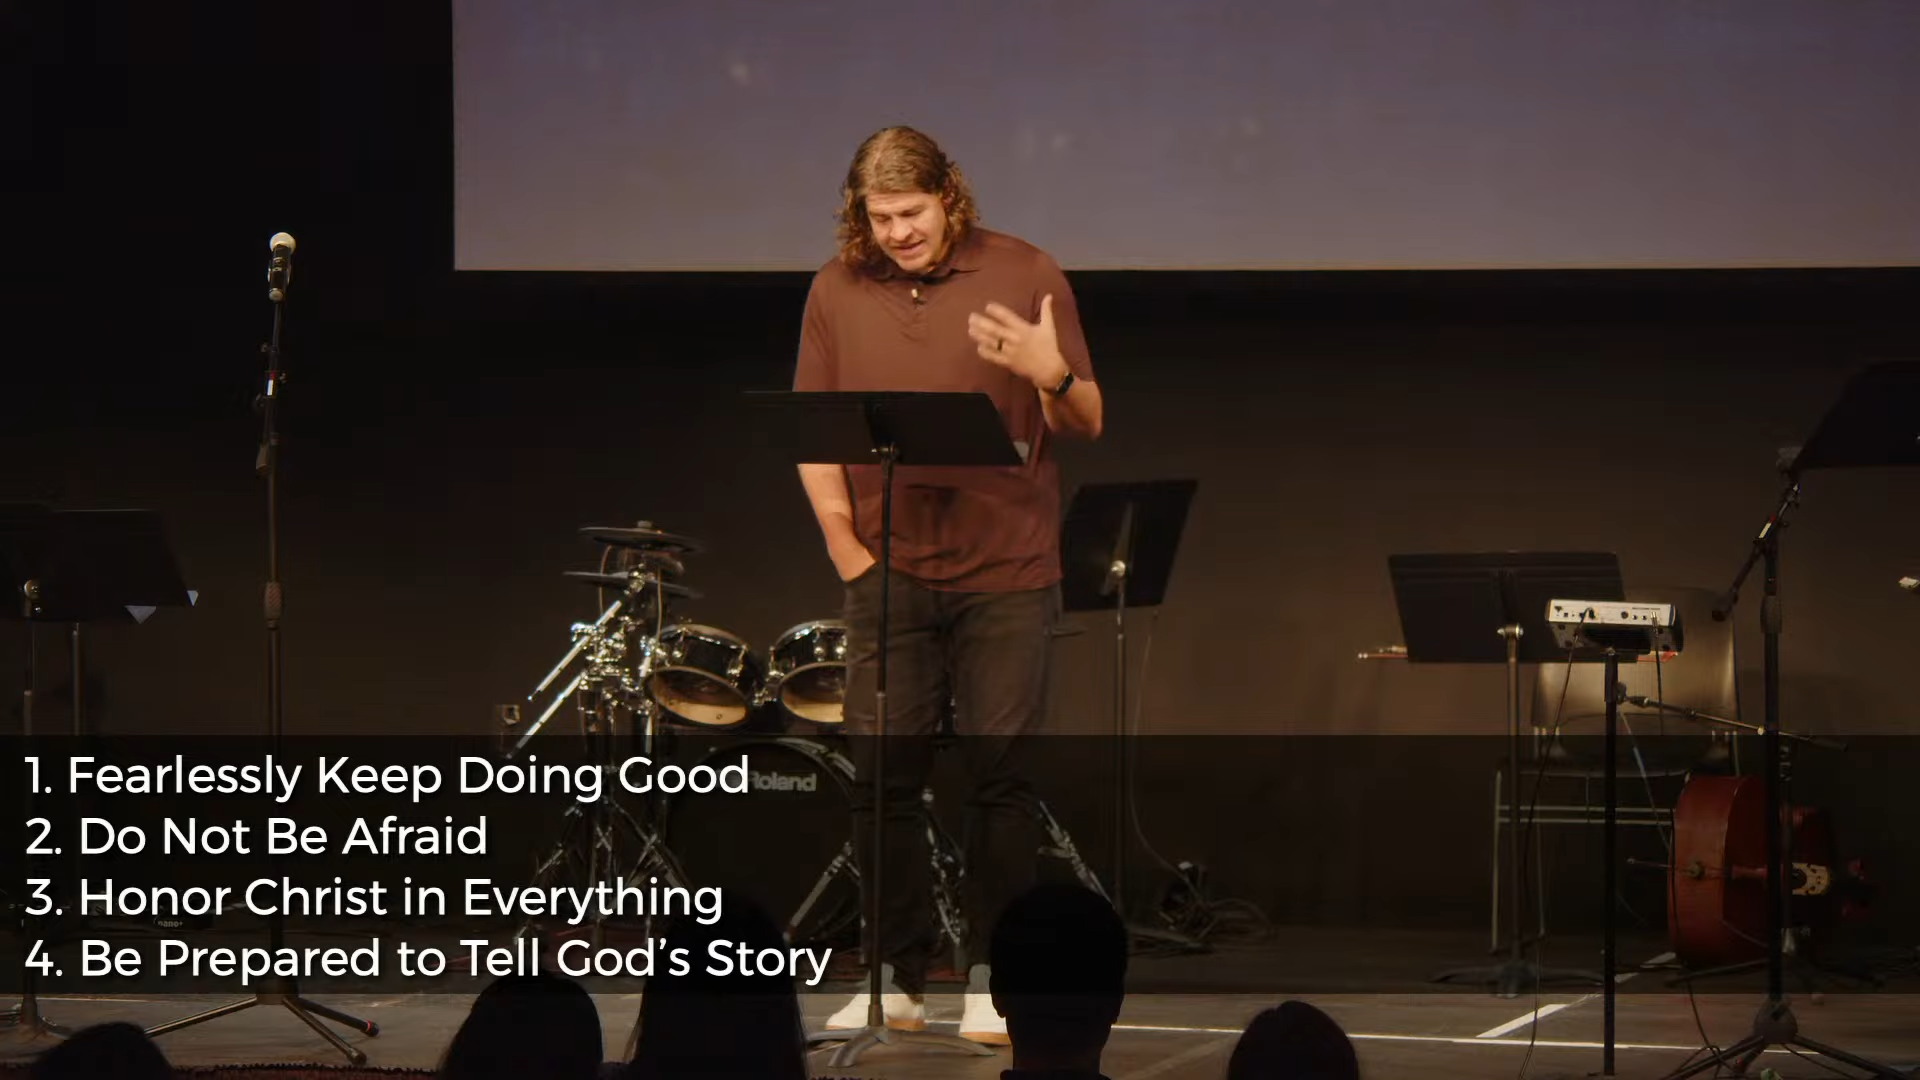 Roland
1. Fearlessly Keep Doing Good
2. Do Not Be Afraid
3. Honor Christ in Everything
4. Be Prepared to Tell God’s Story